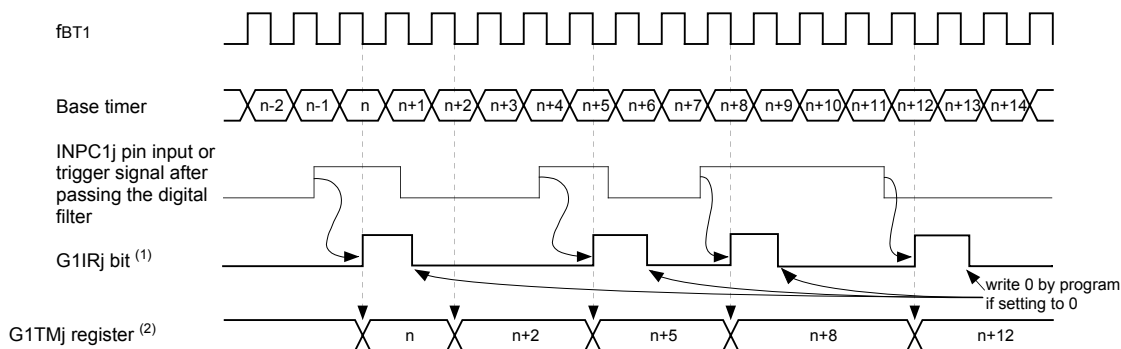 fBT1
Base timer
n-2 n-1 n n+1 n+2 n+3 n+4 n+5 n+6 n+7 n+8 n+9 n+10 n+11 n+12 n+13 n+14
INPC1j pin input or
trigger signal after
passing the digital
filter
G1IRj bit (1)
write 0 by program
if setting to 0
G1TMj register (2)
n n+2 n+5 n+8 n+12